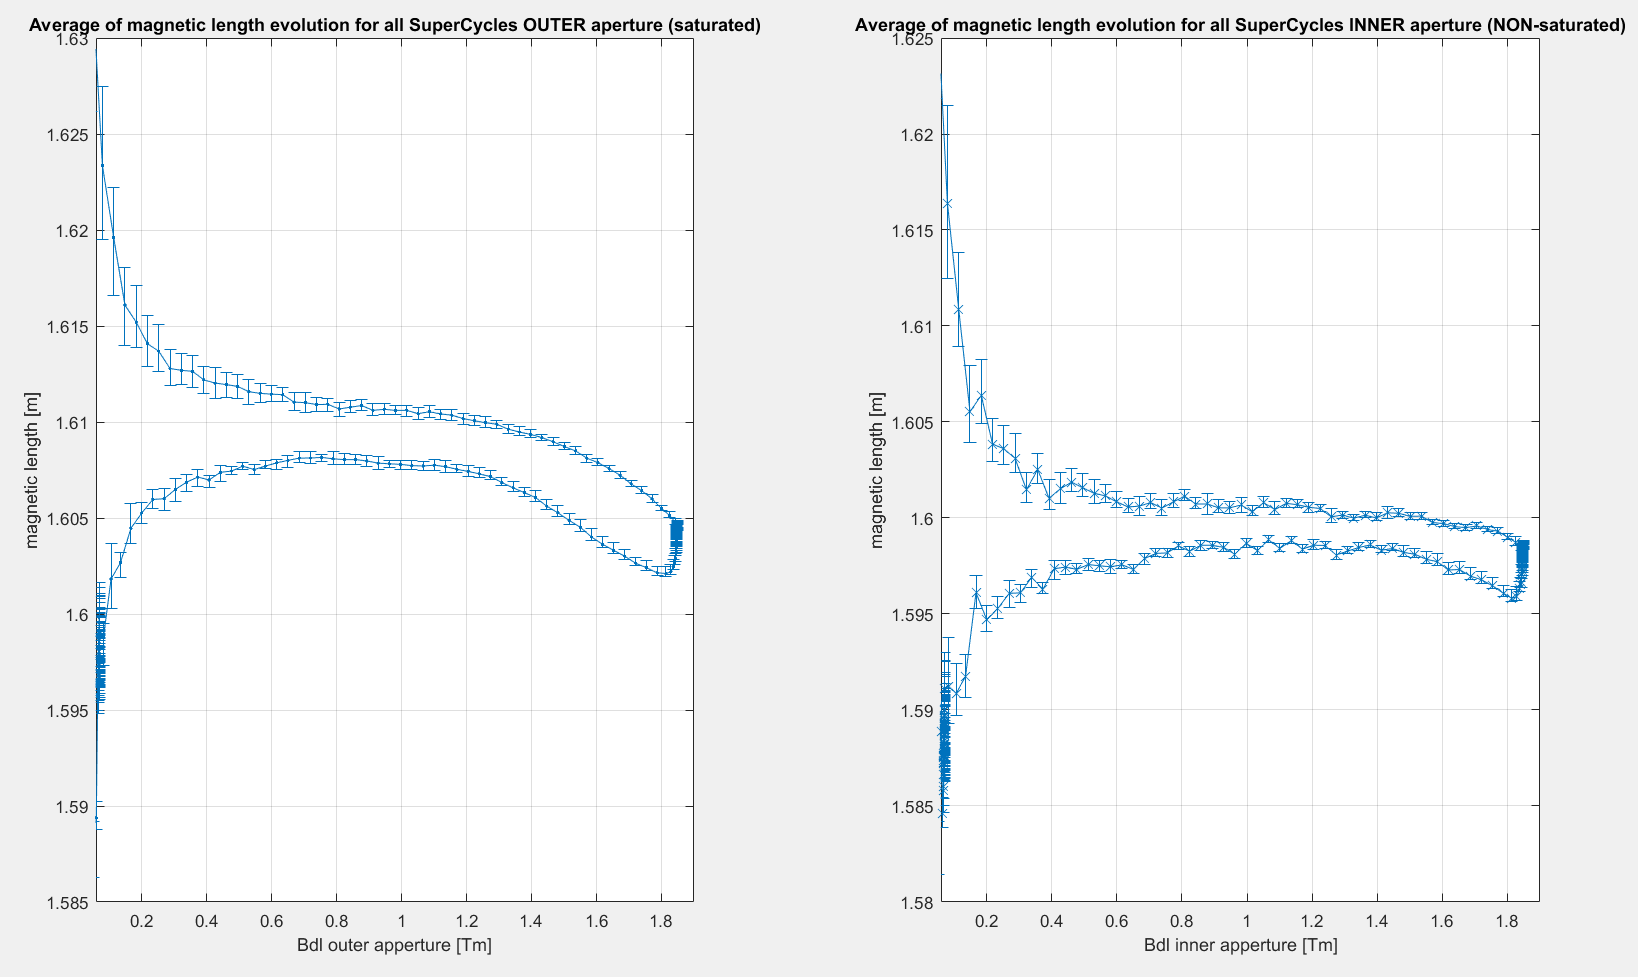 Average of magnetic length evolution for all SuperCycles OUTER aperture (saturated)
1.63
1.625
1.62
1.615
1.61
1.605
1.6
1.595
1.59
1.585
magnetic length [m]
0.2 0.4 0.6 0.8 1 1.2 1.4 1.6 1.8
Bdl outer apperture [Tm]
Average of magnetic length evolution for all SuperCycles INNER aperture (NON-saturated)
1.625
1.62
1.615
1.61
1.605
1.6
1.595
1.59
1.585
1.58
magnetic length [m]
0.2 0.4 0.6 0.8 1 1.2 1.4 1.6 1.8
Bdl inner apperture [Tm]